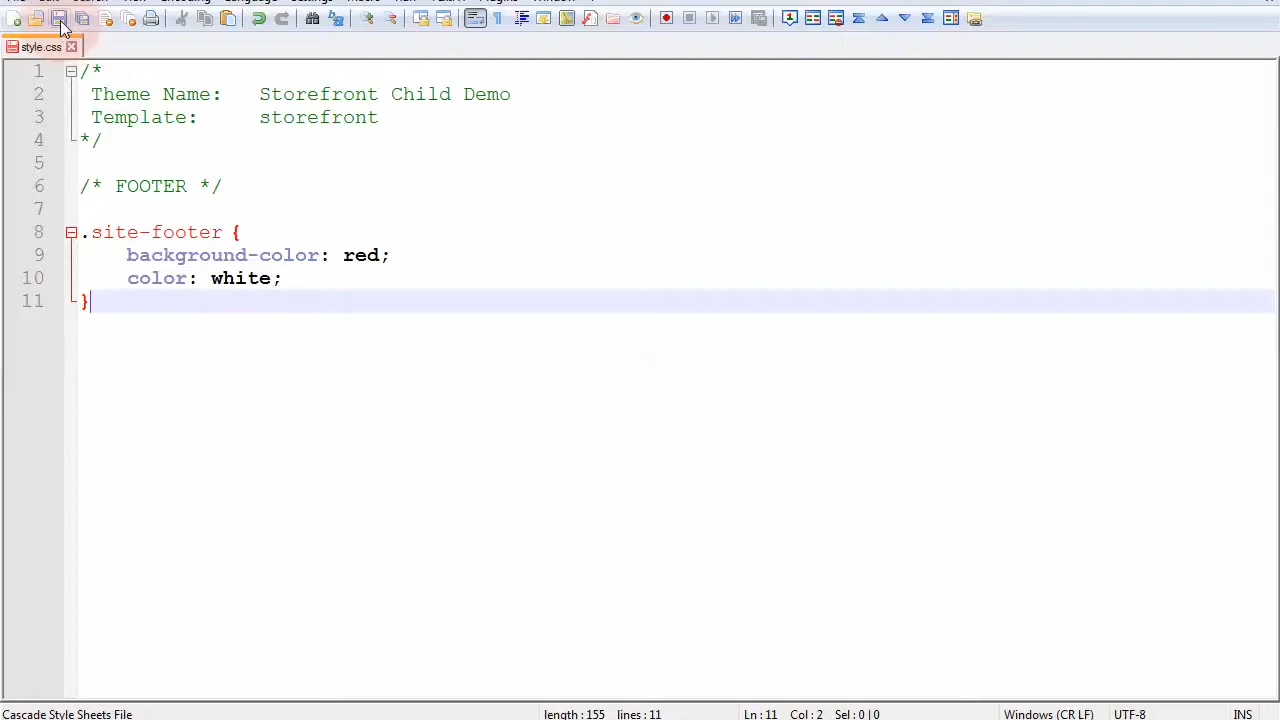 style.css
1 /*
2 Theme Name: Storefront Child Demo
3 Template: storefront
4 */
5
6 /* FOOTER */
7
8 .site-footer {
9 background-color: red;
10 color: white;
11 }
Cascade Style Sheets File length : 155 lines : 11 Ln : 11 Col : 2 Sel : 0 | 0 Windows (CR LF) UTF-8 INS